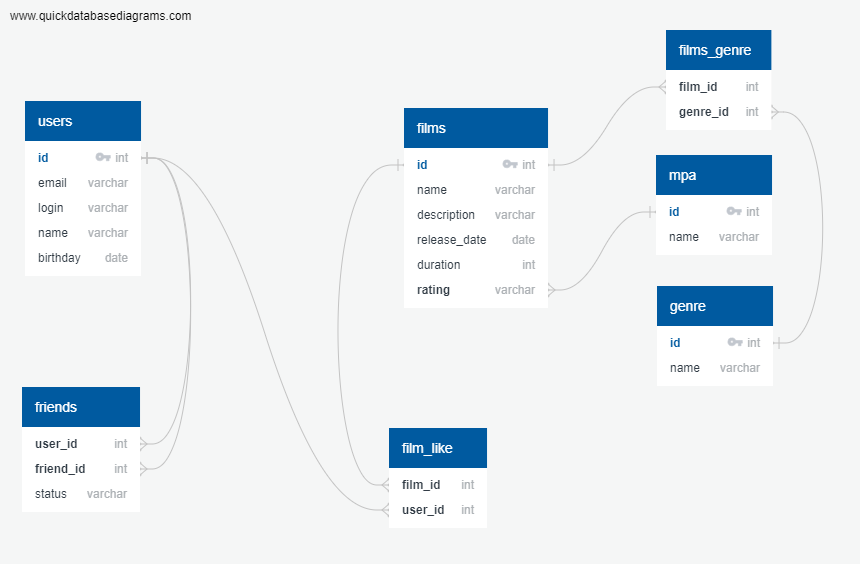 www.quickdatabasediagrams.com
users
id int
email varchar
login varchar
name varchar
birthday date
friends
user_id int
friend_id int
status varchar
films
id int
name varchar
description varchar
release_date date
duration int
rating varchar
film_like
film_id int
user_id int
films_genre
film_id int
genre_id int
mpa
id int
name varchar
genre
id int
name varchar